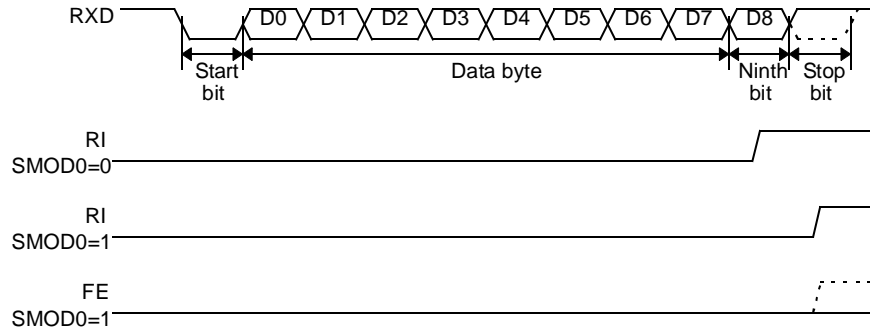 RXD D0 D1 D2 D3 D4 D5 D6 D7 D8
Start bit
Data byte
Ninth bit
Stop bit
RI
SMOD0=0
RI
SMOD0=1
FE
SMOD0=1